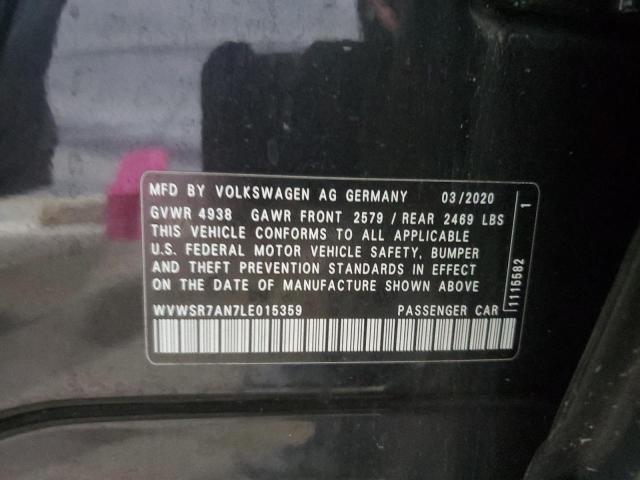 MFD BY VOLKSWAGEN AG GERMANY 03/2020
GVWR 4938 GAWR FRONT 2579 / REAR 2469 LBS
THIS VEHICLE CONFORMS TO ALL APPLICABLE
U.S. FEDERAL MOTOR VEHICLE SAFETY, BUMPER
AND THEFT PREVENTION STANDARDS IN EFFECT
ON THE DATE OF MANUFACTURE SHOWN ABOVE
WVWSR7AN7LE015359 PASSENGER CAR
1115582 1